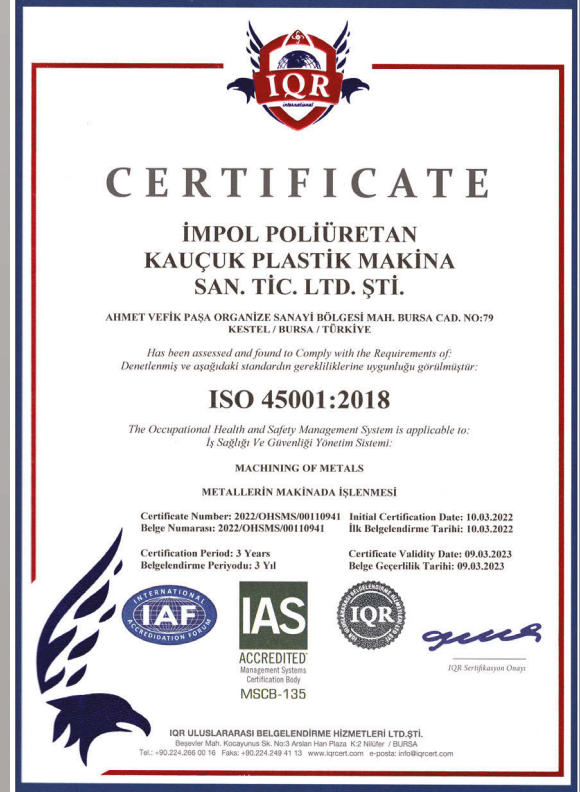 IQR
international
CERTIFICATE
İMPOL POLİÜRETAN
KAUÇUK PLASTİK MAKİNA
SAN. TİC. LTD. ŞTİ.
AHMET VEFİK PAŞA ORGANİZE SANAYİ BÖLGESİ MAH. BURSA CAD. NO:79
KESTEL / BURSA / TÜRKİYE
Has been assessed and found to Comply with the Requirements of:
Denetlenmiş ve aşağıdaki standardın gerekliliklerine uygunluğu görülmüştür:
ISO 45001:2018
The Occupational Health and Safety Management System is applicable to:
İş Sağlığı Ve Güvenliği Yönetim Sistemi:
MACHINING OF METALS
METALLERİN MAKİNADA İŞLENMESİ
Certificate Number: 2022/OHSMS/00110941 Initial Certification Date: 10.03.2022
Belge Numarası: 2022/OHSMS/00110941 İlk Belgelendirme Tarihi: 10.03.2022
Certification Period: 3 Years Certificate Validity Date: 09.03.2023
Belgelendirme Periyodu: 3 Yıl Belge Geçerlilik Tarihi: 09.03.2023
INTERNATIONAL
IAF
ACCREDITATION FORUM
IAS
ACCREDITED
Management Systems
Certification Body
MSCB-135
IQR
IQR Sertifikasyon Onayı
IQR ULUSLARARASI BELGELENDİRME HİZMETLERİ LTD.ŞTİ.
Beşevler Mah. Kocayunus Sk. No:3 Arslan Han Plaza K:2 Nilüfer / BURSA
Tel.: +90.224.266 00 16 Faks: +90.224.249 41 13 www.iqrcert.com e-posta: info@iqrcert.com